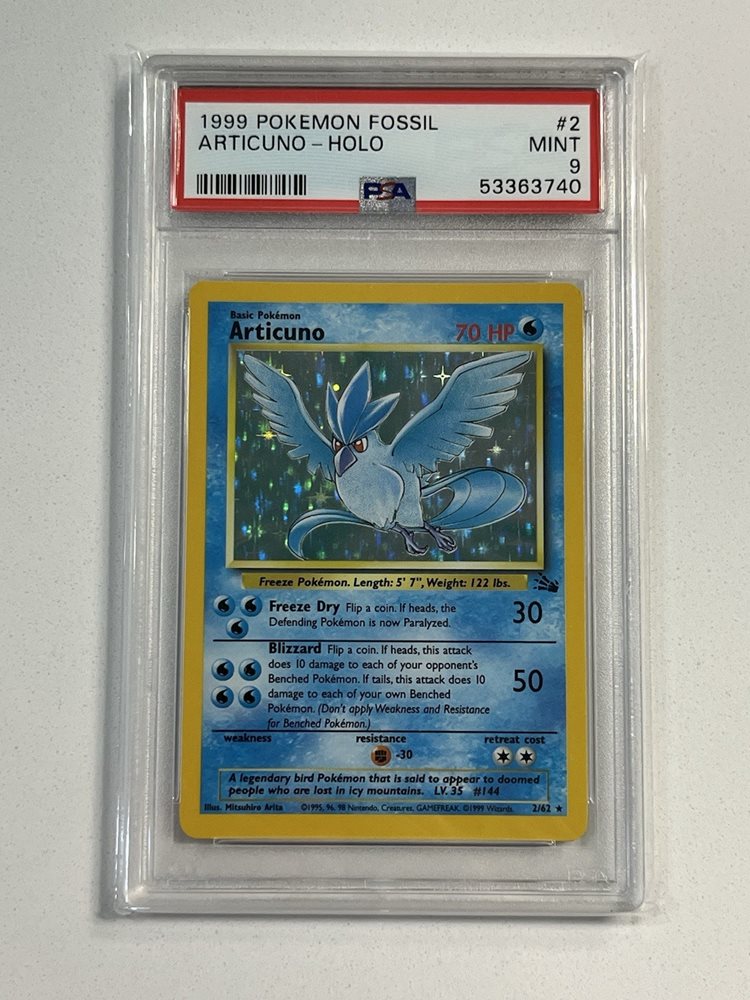 1999 POKEMON FOSSIL #2
ARTICUNO – HOLO MINT
9
PSA 53363740
Basic Pokémon
Articuno 70 HP
Freeze Pokémon. Length: 5' 7", Weight: 122 lbs.
Freeze Dry Flip a coin. If heads, the
Defending Pokémon is now Paralyzed.
30
Blizzard Flip a coin. If heads, this attack
does 10 damage to each of your opponent's
Benched Pokémon. If tails, this attack does 10
damage to each of your own Benched
Pokémon. (Don't apply Weakness and Resistance
for Benched Pokémon.)
50
weakness resistance retreat cost
-30
A legendary bird Pokémon that is said to appear to doomed
people who are lost in icy mountains. LV. 35 #144
Illus. Mitsuhiro Arita ©1995, 96, 98 Nintendo, Creatures, GAMEFREAK. ©1999 Wizards. 2/62 ★